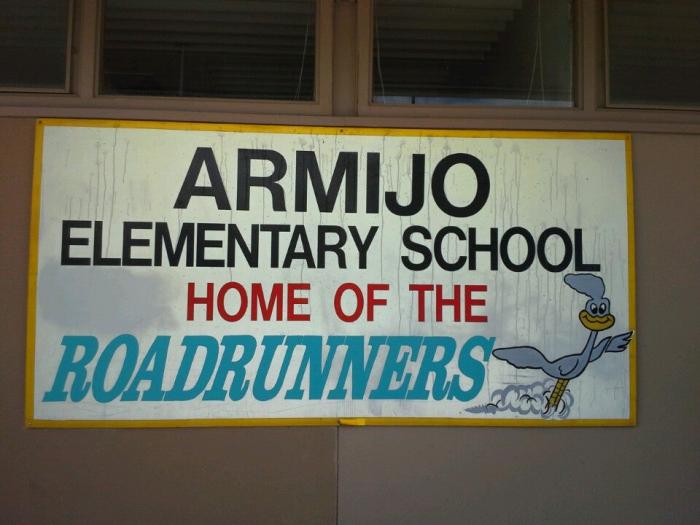 ARMIJO
ELEMENTARY SCHOOL
HOME OF THE
ROADRUNNERS